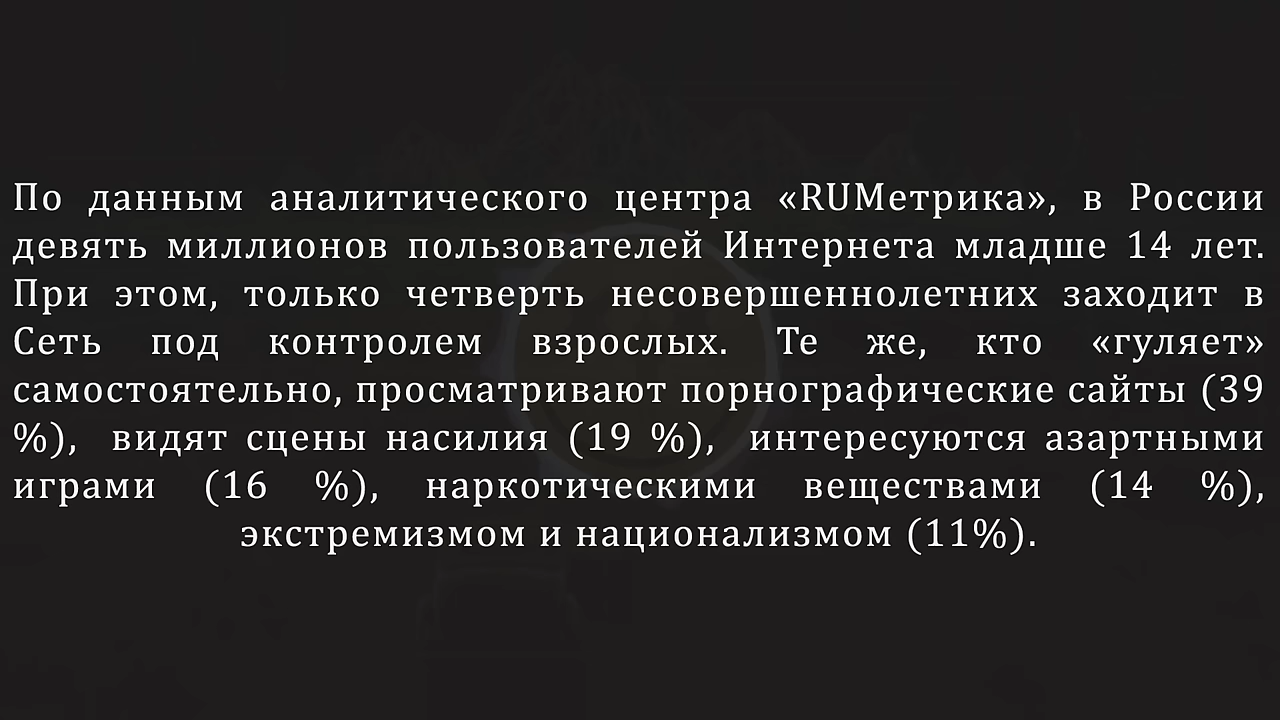 По данным аналитического центра «RUMетрика», в России
девять миллионов пользователей Интернета младше 14 лет.
При этом, только четверть несовершеннолетних заходит в
Сеть под контролем взрослых. Те же, кто «гуляет»
самостоятельно, просматривают порнографические сайты (39
%), видят сцены насилия (19 %), интересуются азартными
играми (16 %), наркотическими веществами (14 %),
экстремизмом и национализмом (11%).